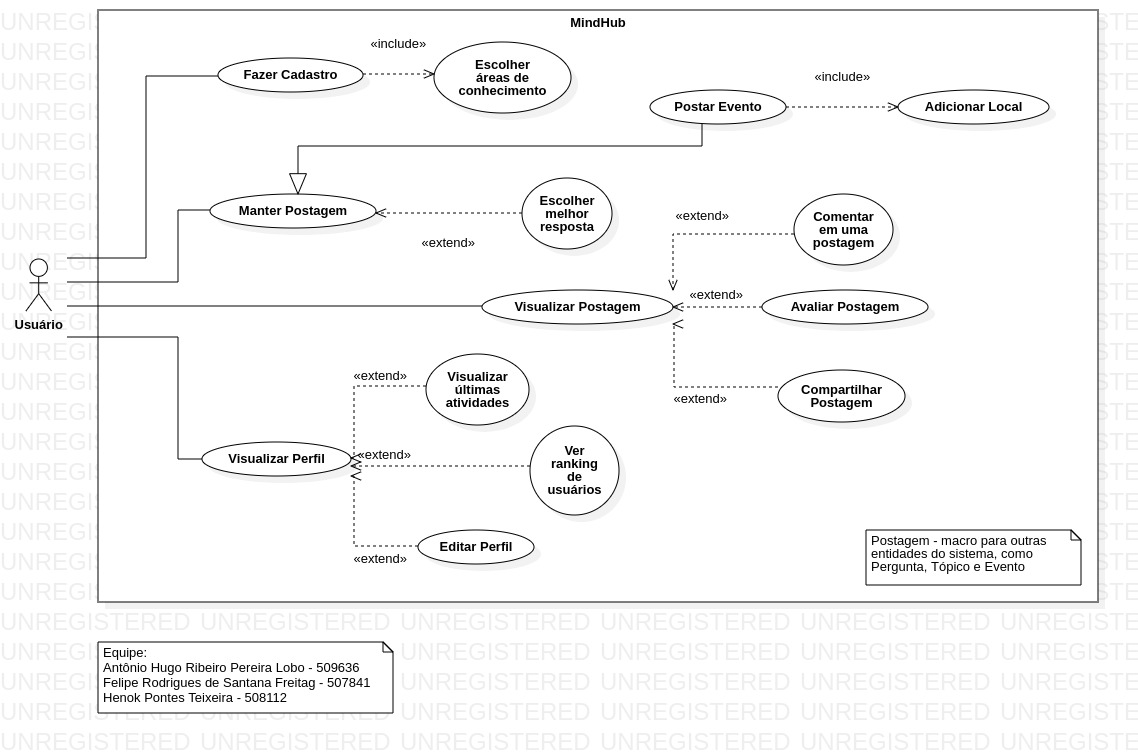 MindHub
«include»
Fazer Cadastro
Escolher
áreas de
conhecimento
«include»
Postar Evento
Adicionar Local
Manter Postagem
«extend»
Escolher
melhor
resposta
«extend»
Comentar
em uma
postagem
Usuário
Visualizar Postagem
«extend»
Avaliar Postagem
«extend»
Compartilhar
Postagem
«extend»
Visualizar
últimas
atividades
Visualizar Perfil
«extend»
Ver
ranking
de
usuários
«extend»
Editar Perfil
Postagem - macro para outras
entidades do sistema, como
Pergunta, Tópico e Evento
Equipe:
Antônio Hugo Ribeiro Pereira Lobo - 509636
Felipe Rodrigues de Santana Freitag - 507841
Henok Pontes Teixeira - 508112
UNREGISTERED UNREGISTERED UNREGISTERED UNREGISTERED UNREGISTERED UNREGISTE